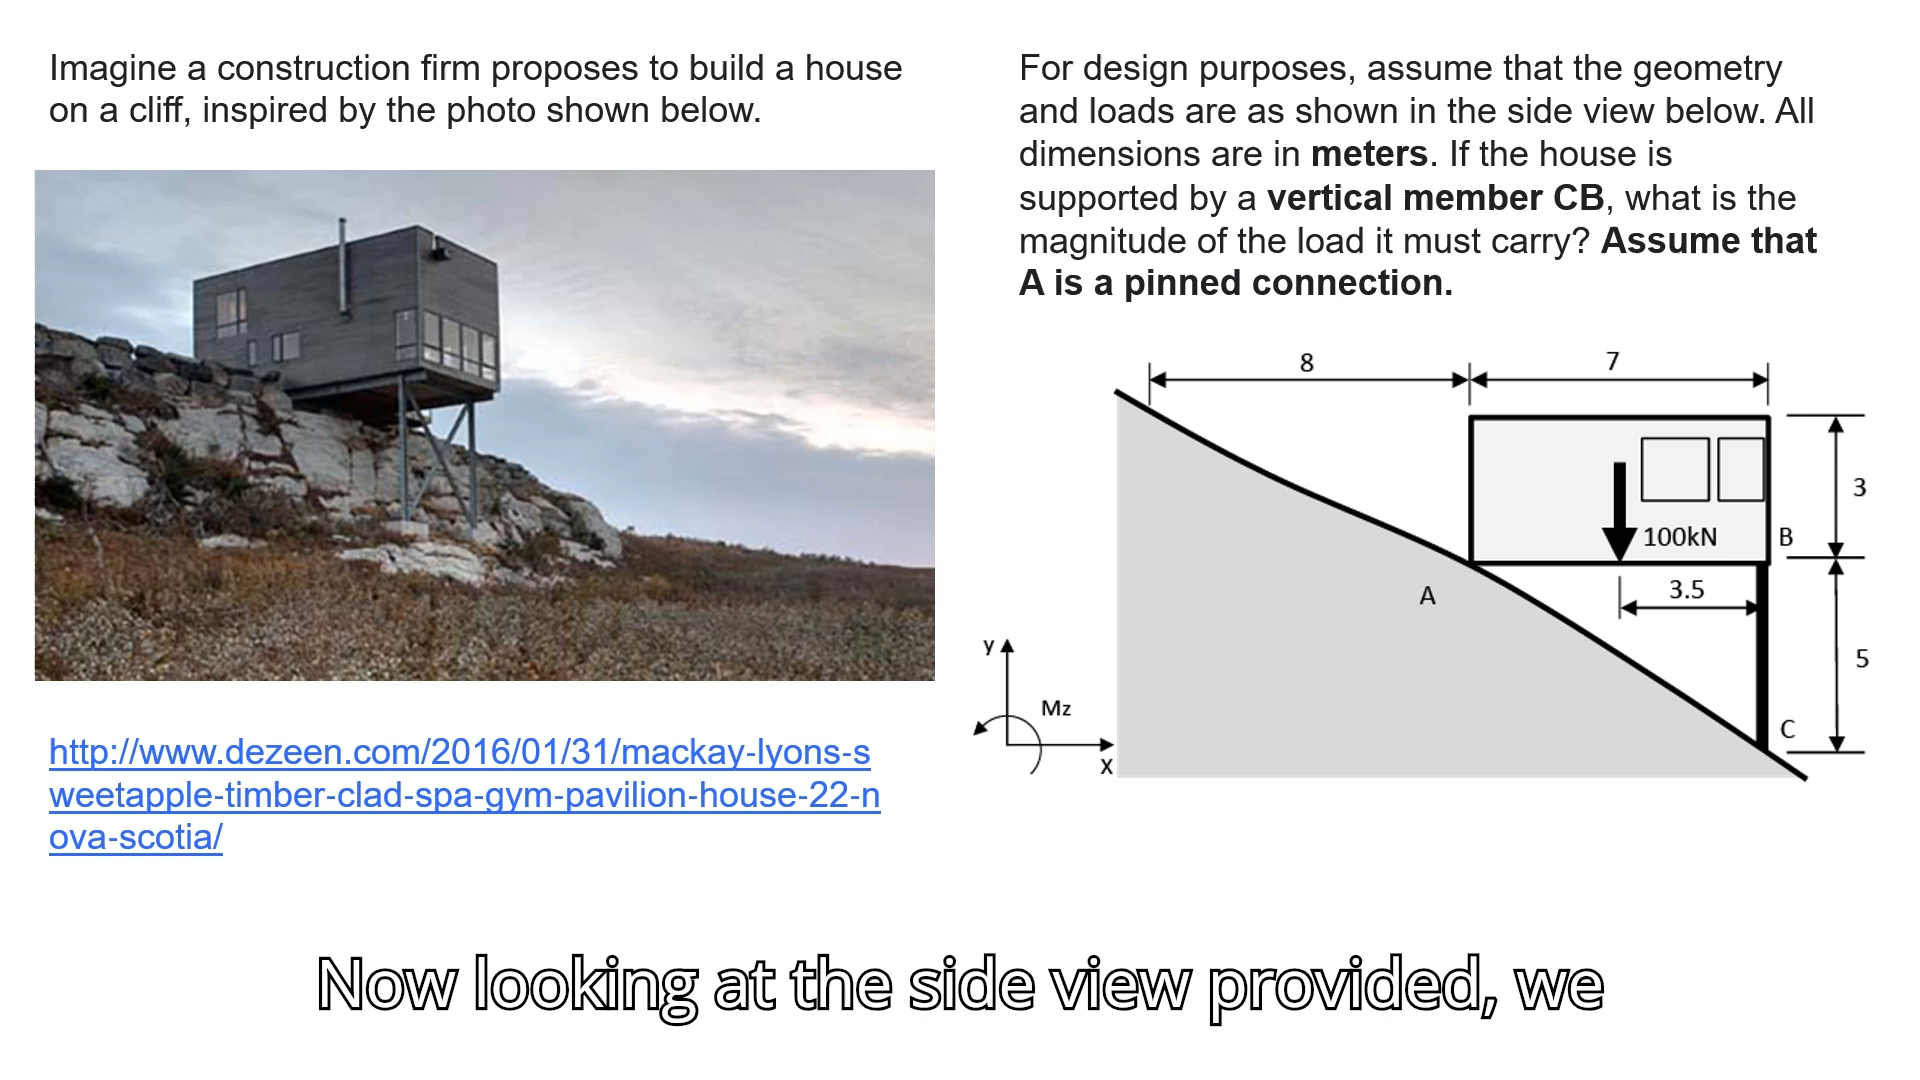 Imagine a construction firm proposes to build a house
on a cliff, inspired by the photo shown below.
http://www.dezeen.com/2016/01/31/mackay-lyons-s
weetapple-timber-clad-spa-gym-pavilion-house-22-n
ova-scotia/
For design purposes, assume that the geometry
and loads are as shown in the side view below. All
dimensions are in meters. If the house is
supported by a vertical member CB, what is the
magnitude of the load it must carry? Assume that
A is a pinned connection.
8
7
3
100kN
B
3.5
A
5
y
Mz
C
X
Now looking at the side view provided, we